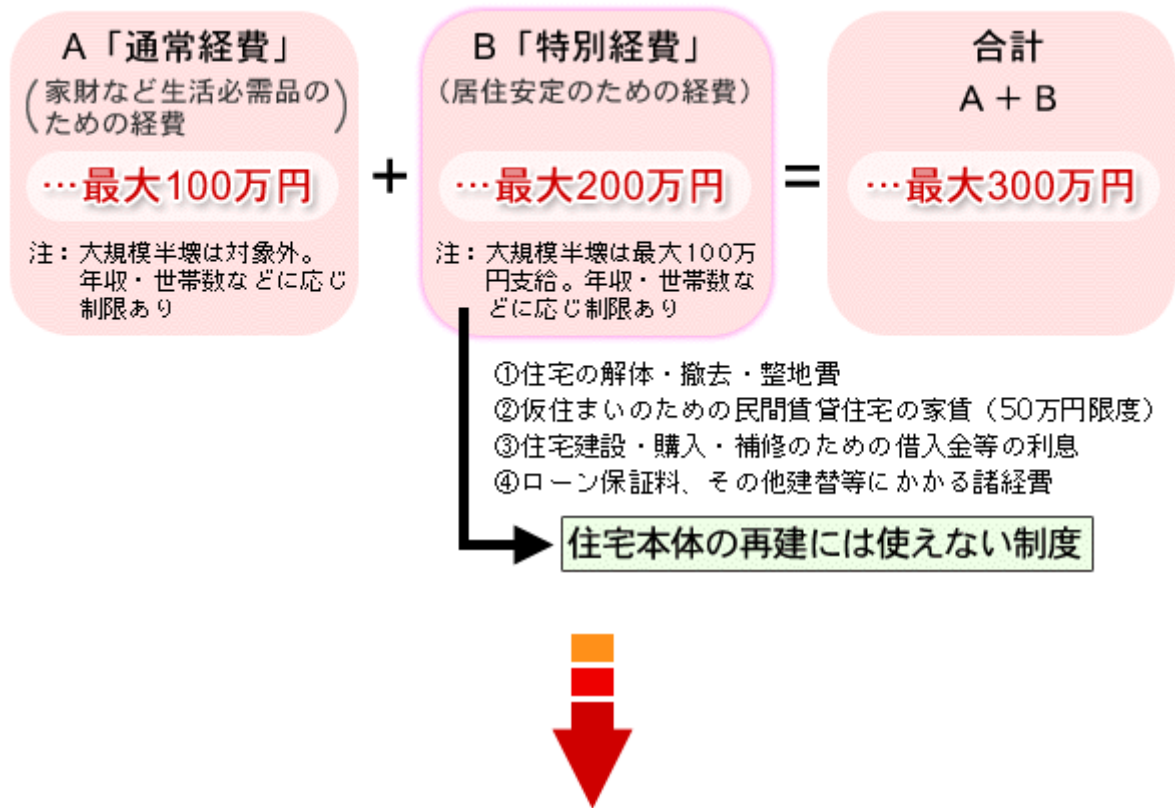 A「通常経費」
(家財など生活必需品の
ための経費)
…最大100万円
注：大規模半壊は対象外。
年収・世帯数などに応じ
制限あり
+
B「特別経費」
(居住安定のための経費)
…最大200万円
注：大規模半壊は最大100万
円支給。年収・世帯数な
どに応じ制限あり
=
合計
A + B
…最大300万円
①住宅の解体・撤去・整地費
②仮住まいのための民間賃貸住宅の家賃（50万円限度）
③住宅建設・購入・補修のための借入金等の利息
④ローン保証料、その他建替等にかかる諸経費
住宅本体の再建には使えない制度